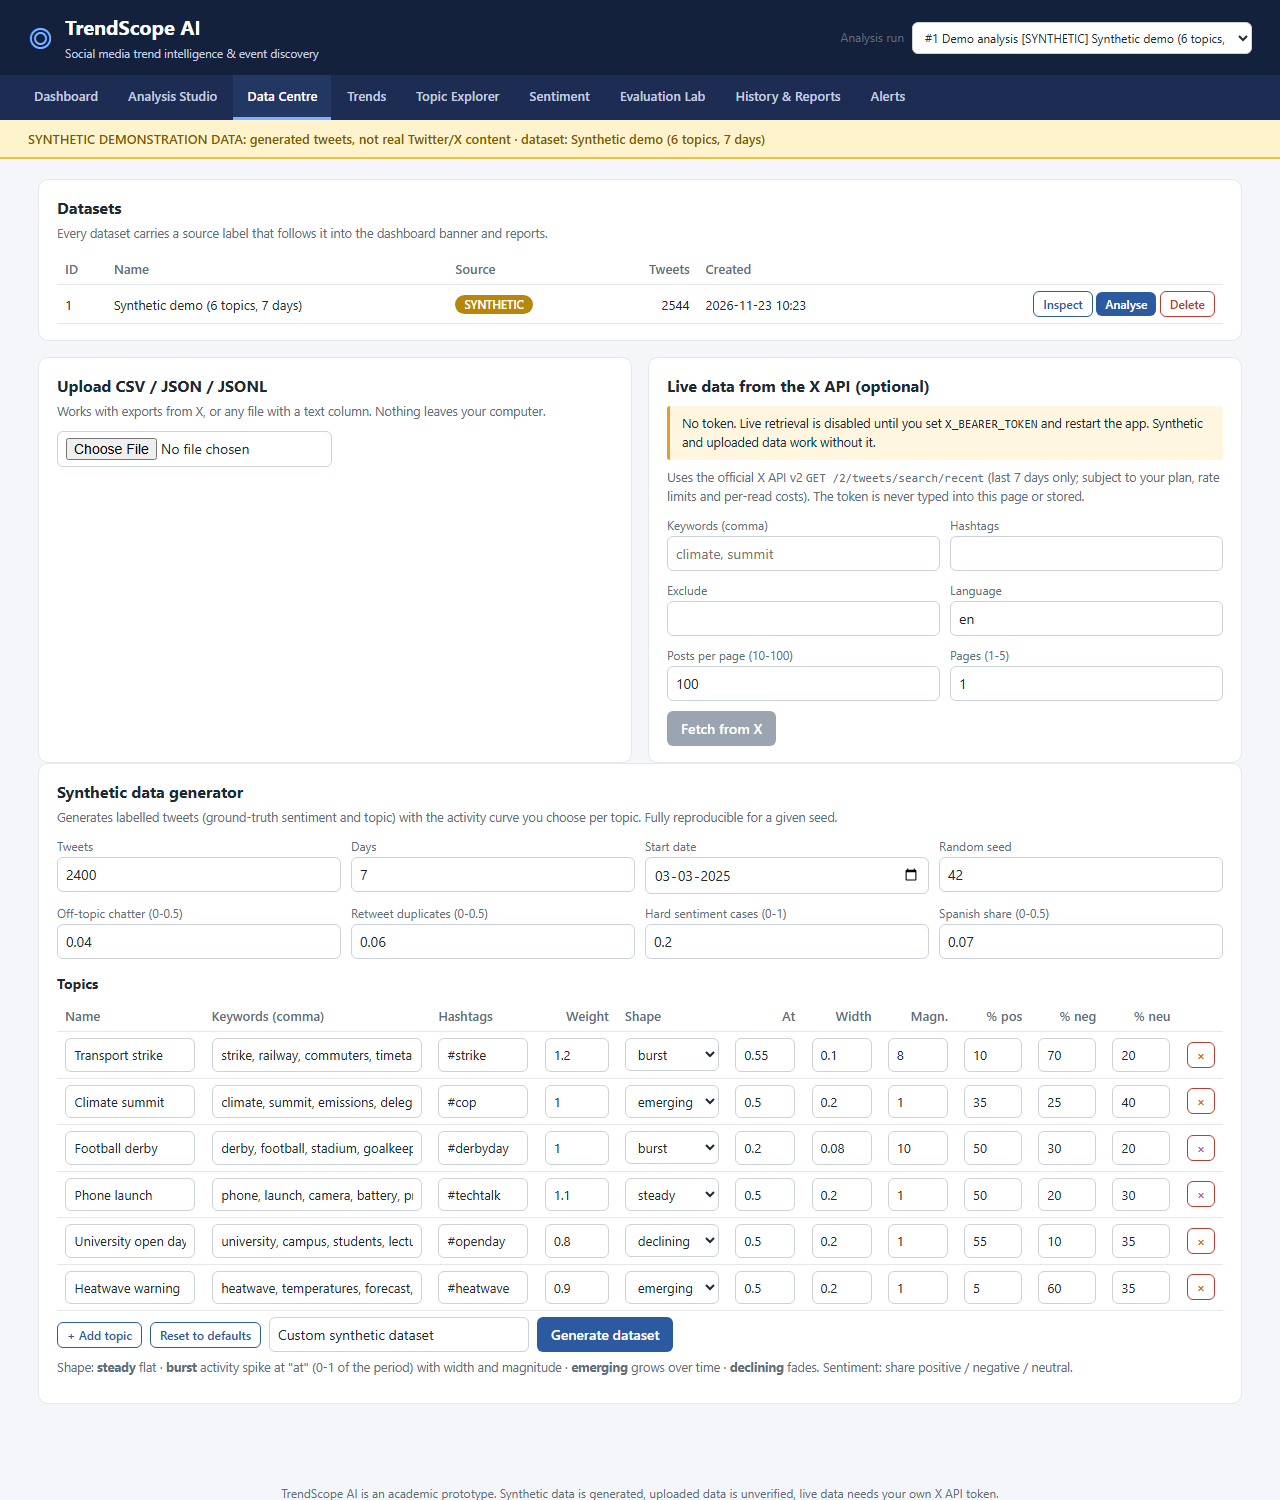 TrendScope AI
Social media trend intelligence & event discovery
Analysis run
#1 Demo analysis [SYNTHETIC] Synthetic demo (6 topics,
Dashboard Analysis Studio Data Centre Trends Topic Explorer Sentiment Evaluation Lab History & Reports Alerts
SYNTHETIC DEMONSTRATION DATA: generated tweets, not real Twitter/X content · dataset: Synthetic demo (6 topics, 7 days)
Datasets
Every dataset carries a source label that follows it into the dashboard banner and reports.
ID Name Source Tweets Created
1 Synthetic demo (6 topics, 7 days) SYNTHETIC 2544 2026-11-23 10:23 Inspect Analyse Delete
Upload CSV / JSON / JSONL
Works with exports from X, or any file with a text column. Nothing leaves your computer.
Choose File No file chosen
Live data from the X API (optional)
No token. Live retrieval is disabled until you set X_BEARER_TOKEN and restart the app. Synthetic
and uploaded data work without it.
Uses the official X API v2 GET /2/tweets/search/recent (last 7 days only; subject to your plan, rate
limits and per-read costs). The token is never typed into this page or stored.
Keywords (comma) Hashtags
climate, summit
Exclude Language
en
Posts per page (10-100) Pages (1-5)
100 1
Fetch from X
Synthetic data generator
Generates labelled tweets (ground-truth sentiment and topic) with the activity curve you choose per topic. Fully reproducible for a given seed.
Tweets Days Start date Random seed
2400 7 03-03-2025 42
Off-topic chatter (0-0.5) Retweet duplicates (0-0.5) Hard sentiment cases (0-1) Spanish share (0-0.5)
0.04 0.06 0.2 0.07
Topics
Name Keywords (comma) Hashtags Weight Shape At Width Magn. % pos % neg % neu
Transport strike strike, railway, commuters, timeta #strike 1.2 burst 0.55 0.1 8 10 70 20 ×
Climate summit climate, summit, emissions, deleg #cop 1 emerging 0.5 0.2 1 35 25 40 ×
Football derby derby, football, stadium, goalkeep #derbyday 1 burst 0.2 0.08 10 50 30 20 ×
Phone launch phone, launch, camera, battery, pr #techtalk 1.1 steady 0.5 0.2 1 50 20 30 ×
University open day university, campus, students, lectu #openday 0.8 declining 0.5 0.2 1 55 10 35 ×
Heatwave warning heatwave, temperatures, forecast, #heatwave 0.9 emerging 0.5 0.2 1 5 60 35 ×
+ Add topic Reset to defaults Custom synthetic dataset Generate dataset
Shape: steady flat · burst activity spike at "at" (0-1 of the period) with width and magnitude · emerging grows over time · declining fades. Sentiment: share positive / negative / neutral.
TrendScope AI is an academic prototype. Synthetic data is generated, uploaded data is unverified, live data needs your own X API token.